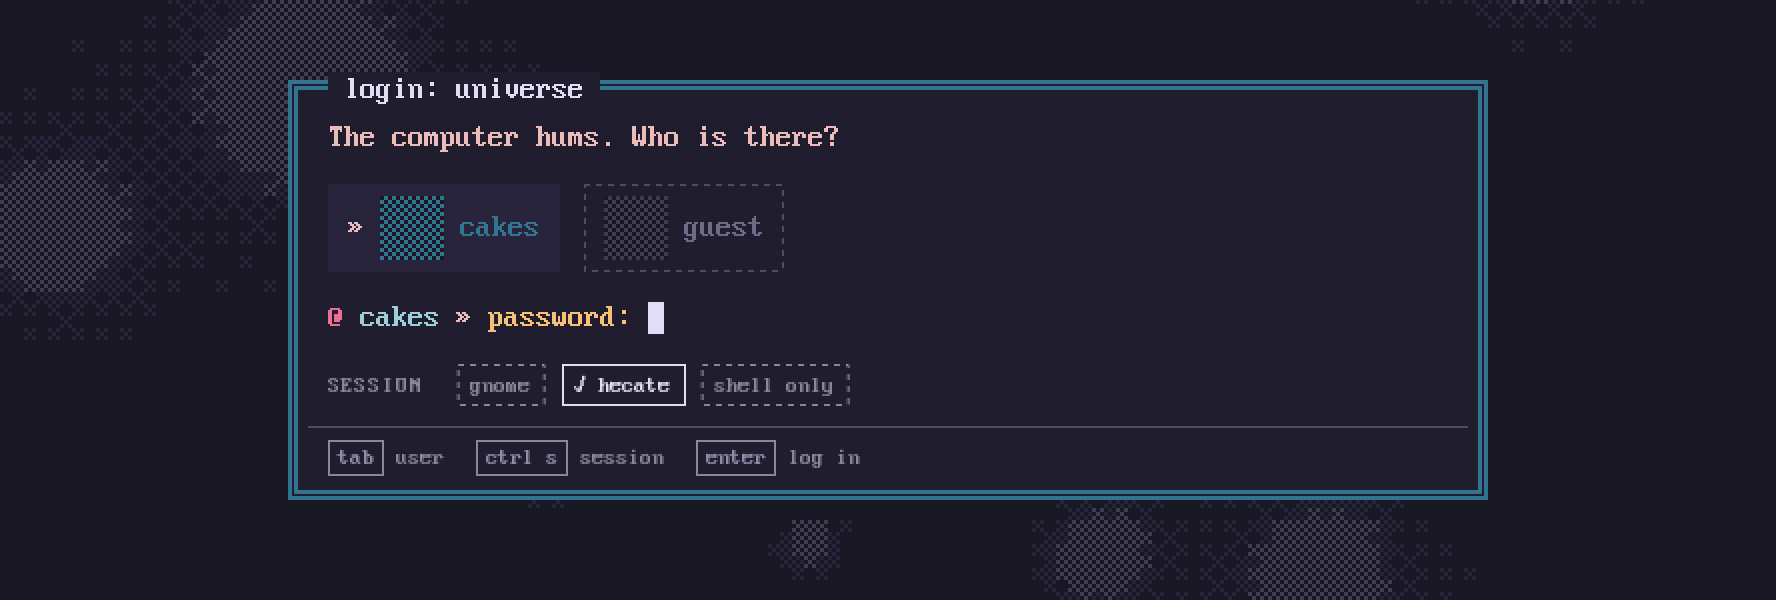 login: universe
The computer hums. Who is there?
» cakes guest
@ cakes » password:
SESSION gnome ✓ hecate shell only
tab user ctrl s session enter log in